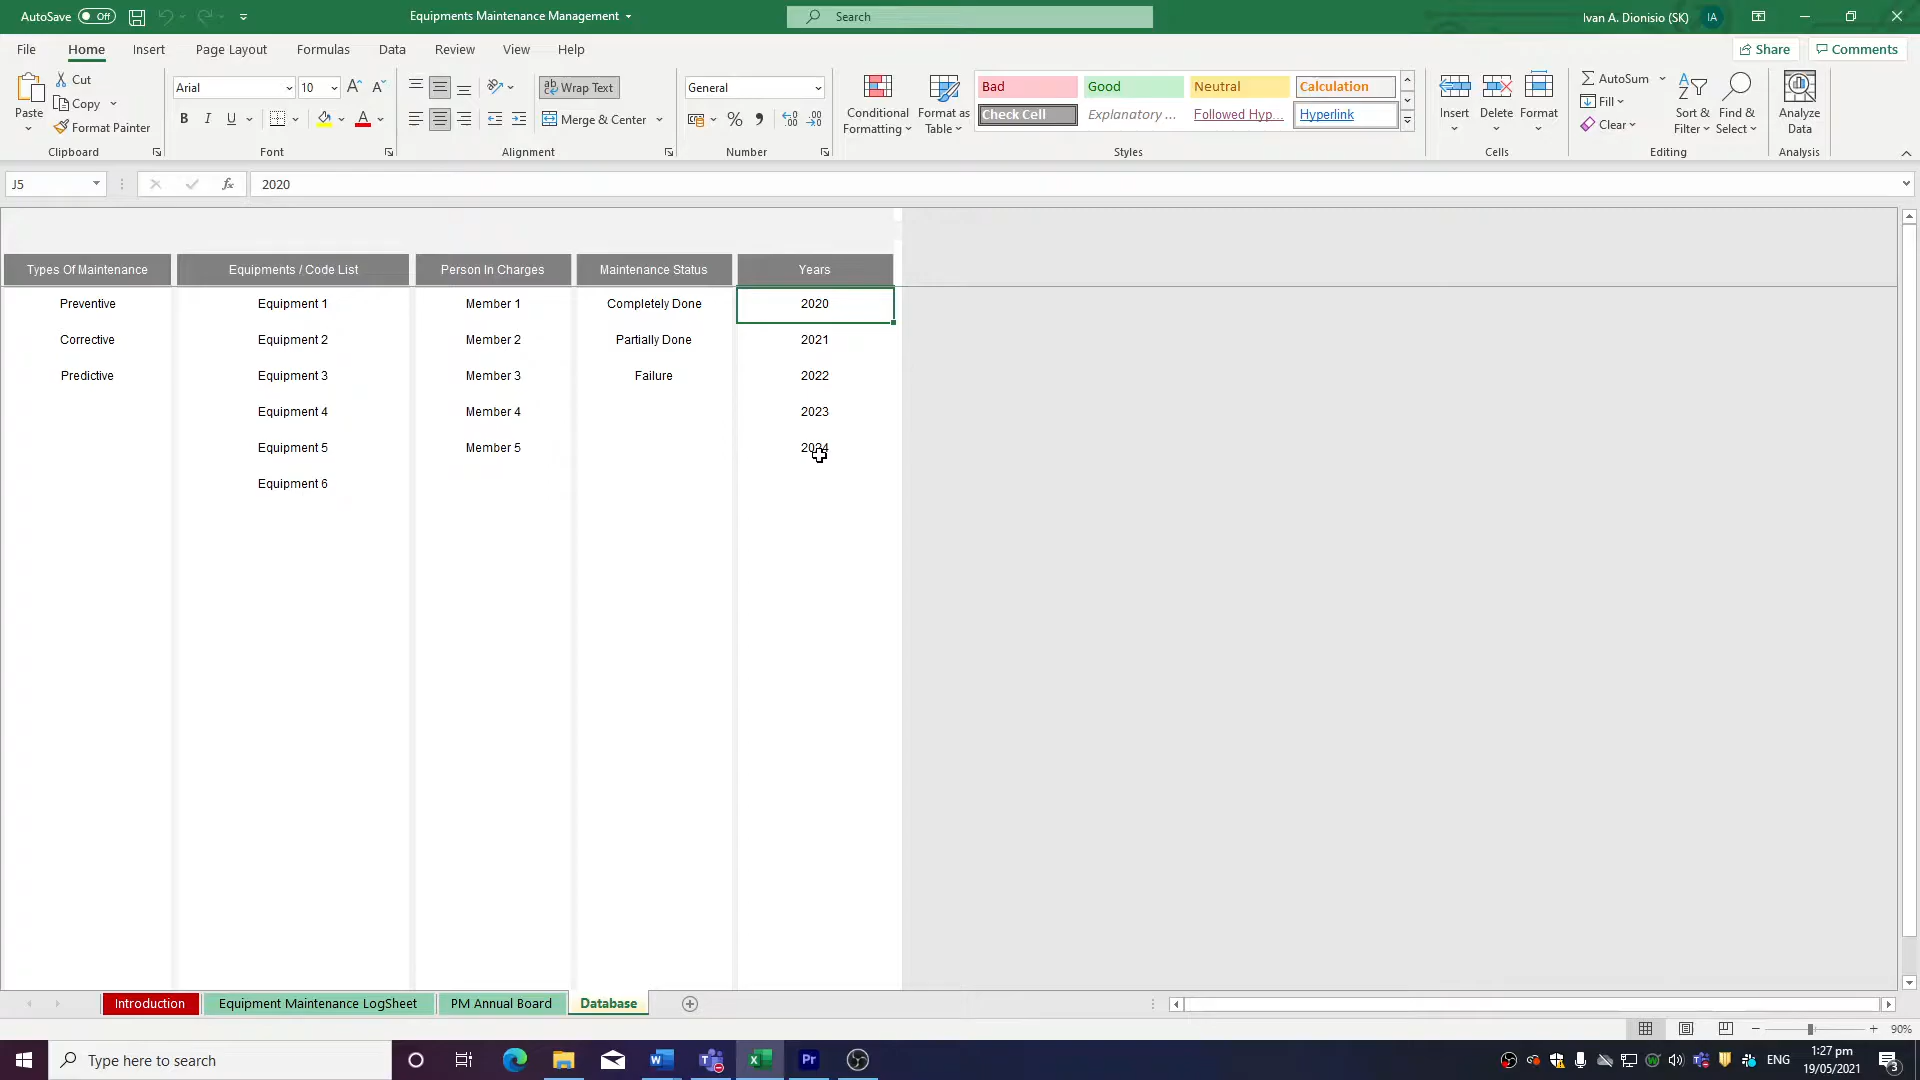 AutoSave Off
Equipments Maintenance Management
Search
Ivan A. Dionisio (SK) IA
File Home Insert Page Layout Formulas Data Review View Help
Share Comments
Paste
Cut
Copy
Format Painter
Arial 10
B I U
Wrap Text
Merge & Center
General
Conditional Formatting
Format as Table
Bad Good Neutral Calculation
Check Cell Explanatory ... Followed Hyp... Hyperlink
Insert Delete Format
AutoSum
Fill
Clear
Sort & Filter
Find & Select
Analyze Data
Clipboard Font Alignment Number Styles Cells Editing Analysis
J5 fx 2020
Types Of Maintenance Equipments / Code List Person In Charges Maintenance Status Years
Preventive Equipment 1 Member 1 Completely Done 2020
Corrective Equipment 2 Member 2 Partially Done 2021
Predictive Equipment 3 Member 3 Failure 2022
Equipment 4 Member 4 2023
Equipment 5 Member 5 2024
Equipment 6
Introduction Equipment Maintenance LogSheet PM Annual Board Database
90%
Type here to search
ENG
1:27 pm
19/05/2021
3